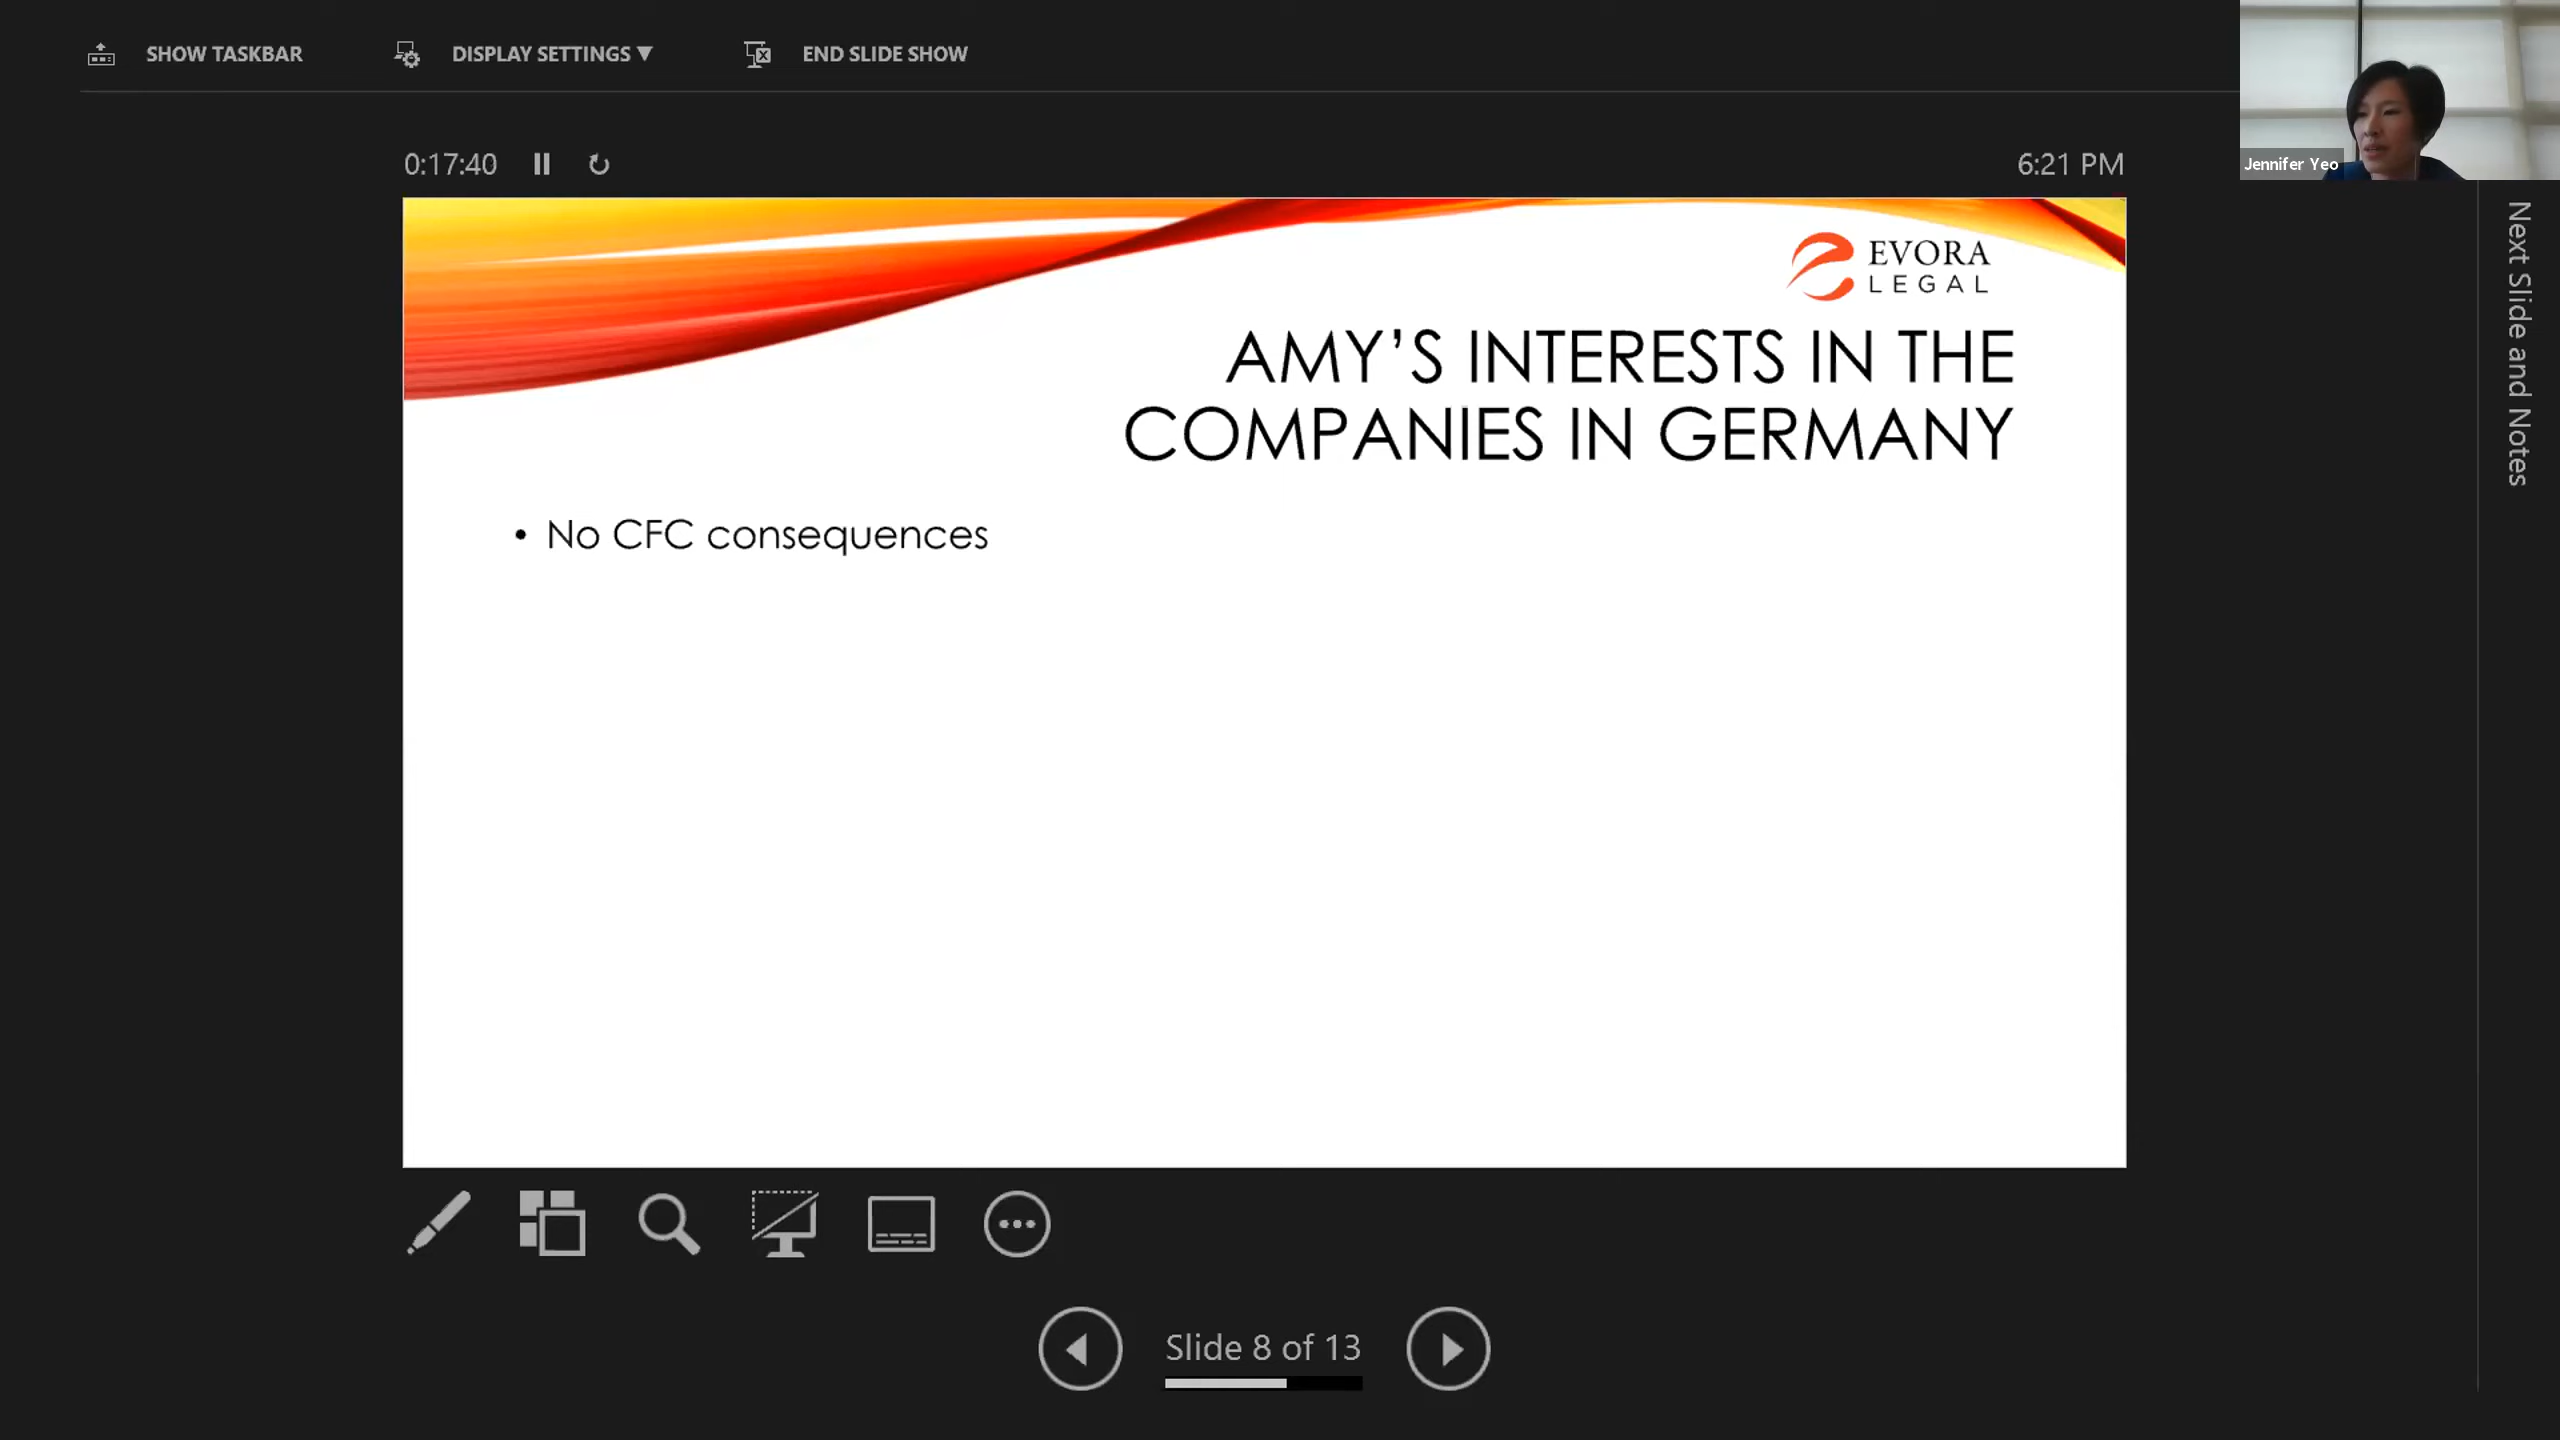 SHOW TASKBAR
DISPLAY SETTINGS ▼
END SLIDE SHOW
Jennifer Yeo
0:17:40
6:21 PM
EVORA
LEGAL
AMY’S INTERESTS IN THE
COMPANIES IN GERMANY
• No CFC consequences
Slide 8 of 13
Next Slide and Notes